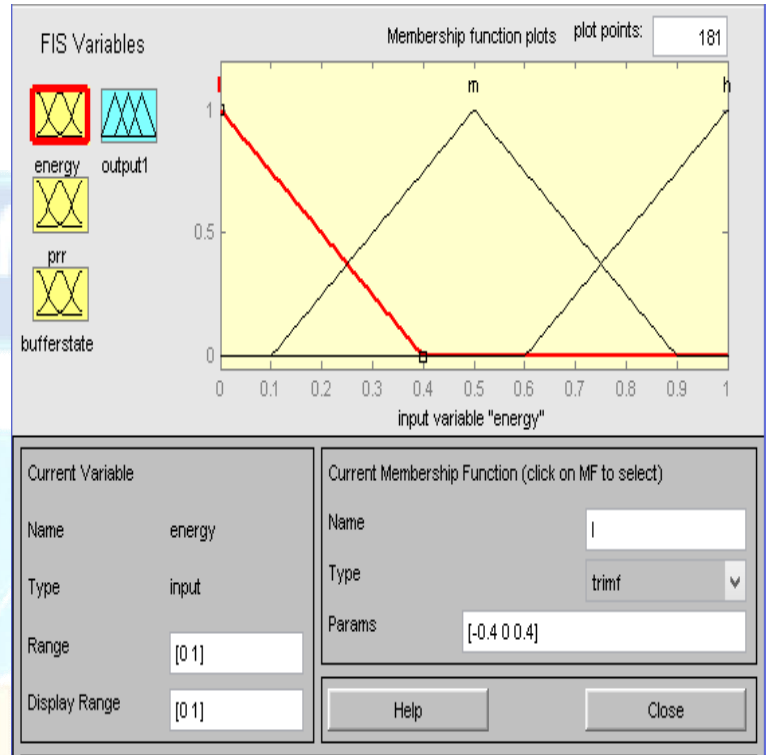 FIS Variables
Membership function plots
plot points:
181
energy
output1
prr
bufferstate
l
m
h
1
0.5
0
0 0.1 0.2 0.3 0.4 0.5 0.6 0.7 0.8 0.9 1
input variable "energy"
Current Variable
Name energy
Type input
Range [0 1]
Display Range [0 1]
Current Membership Function (click on MF to select)
Name l
Type trimf
Params [-0.4 0 0.4]
Help
Close